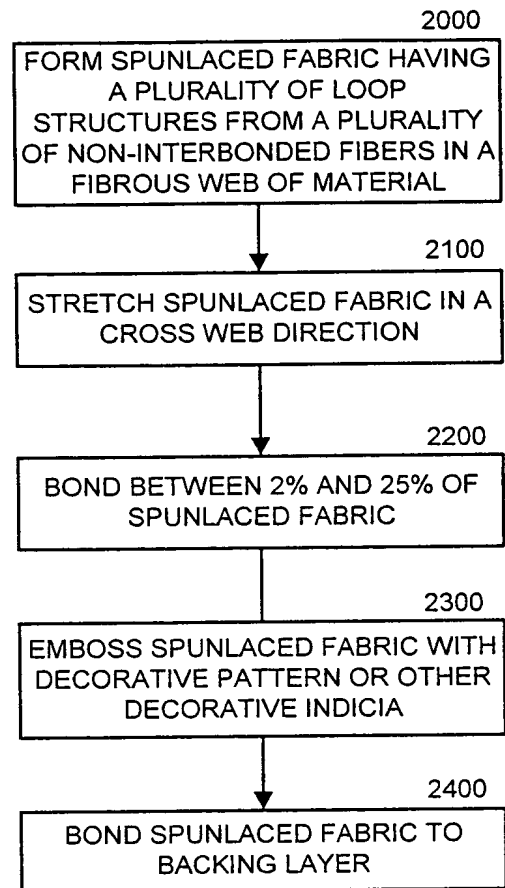 2000
FORM SPUNLACED FABRIC HAVING
A PLURALITY OF LOOP
STRUCTURES FROM A PLURALITY
OF NON-INTERBONDED FIBERS IN A
FIBROUS WEB OF MATERIAL
2100
STRETCH SPUNLACED FABRIC IN A
CROSS WEB DIRECTION
2200
BOND BETWEEN 2% AND 25% OF
SPUNLACED FABRIC
2300
EMBOSS SPUNLACED FABRIC WITH
DECORATIVE PATTERN OR OTHER
DECORATIVE INDICIA
2400
BOND SPUNLACED FABRIC TO
BACKING LAYER